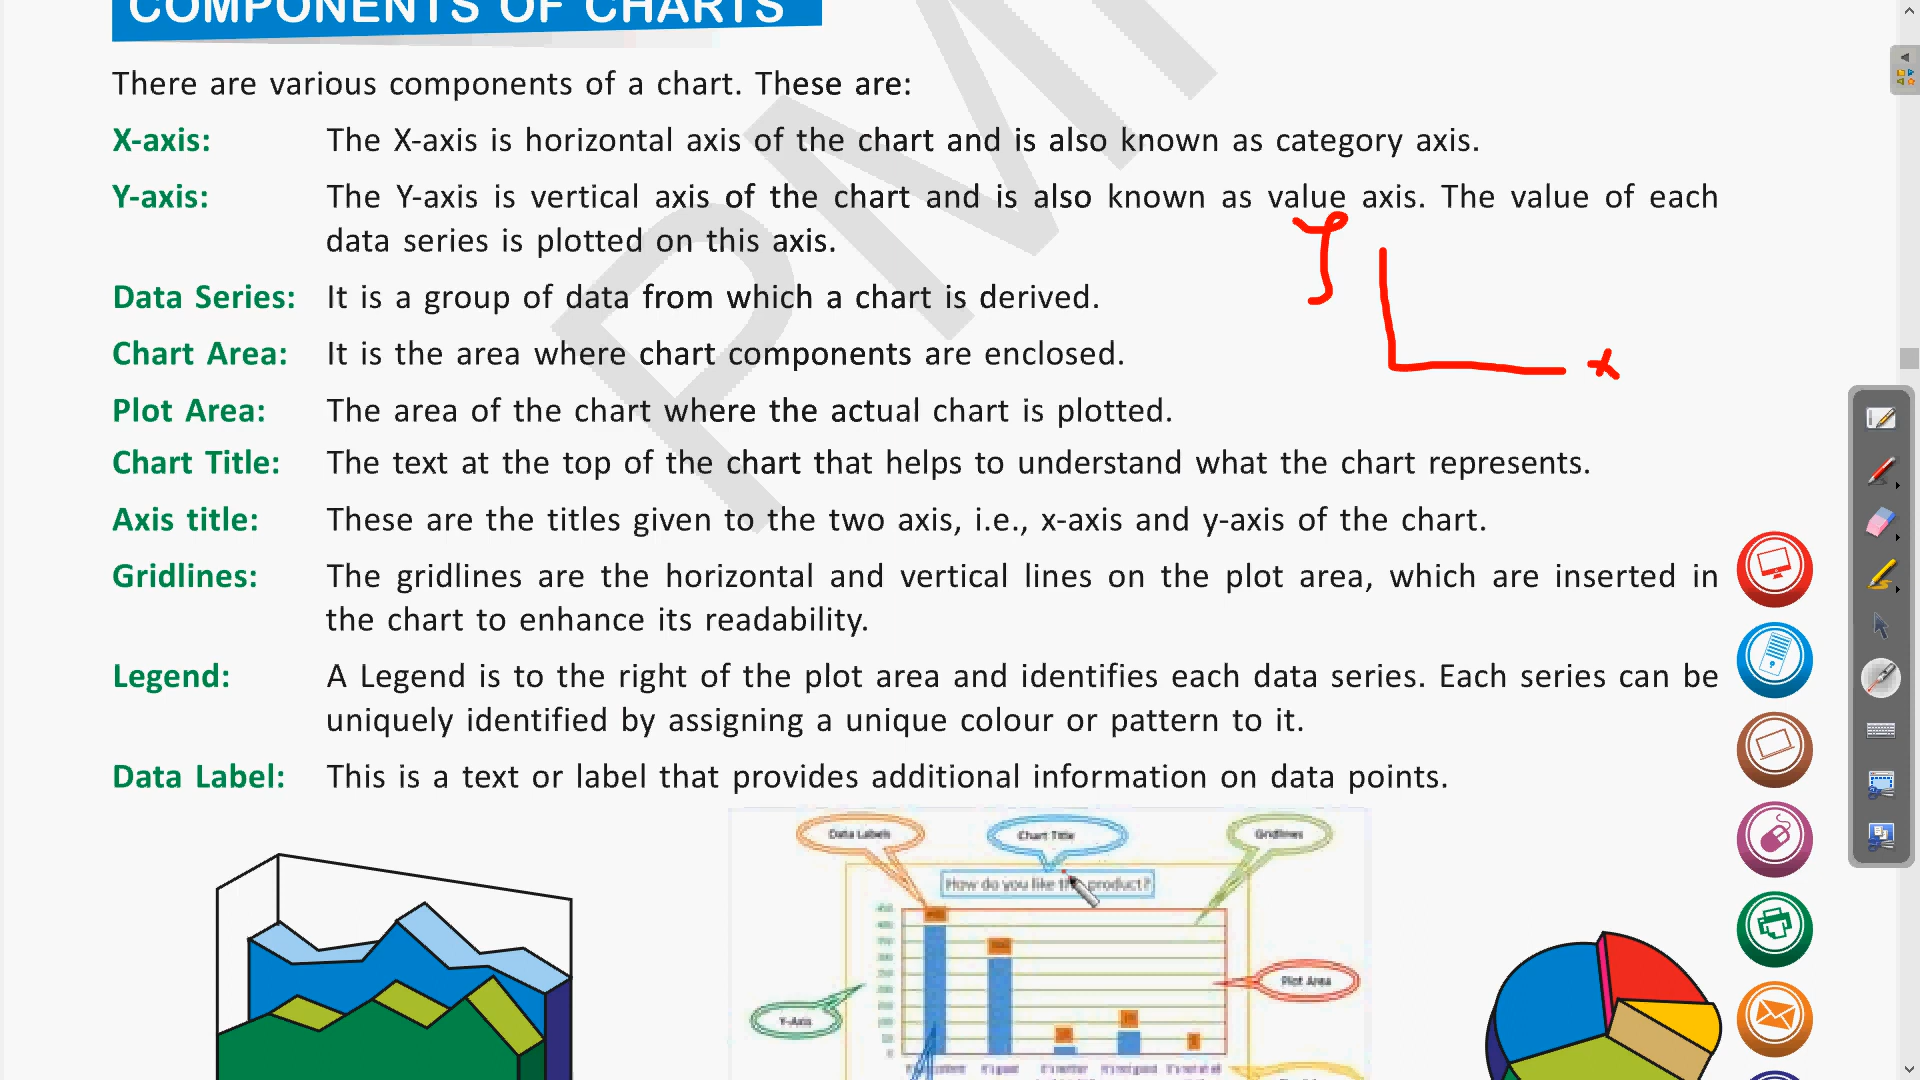 COMPONENTS OF CHARTS
There are various components of a chart. These are:
X-axis: The X-axis is horizontal axis of the chart and is also known as category axis.
Y-axis: The Y-axis is vertical axis of the chart and is also known as value axis. The value of each
data series is plotted on this axis.
Y
Data Series: It is a group of data from which a chart is derived.
Chart Area: It is the area where chart components are enclosed.
x
Plot Area: The area of the chart where the actual chart is plotted.
Chart Title: The text at the top of the chart that helps to understand what the chart represents.
Axis title: These are the titles given to the two axis, i.e., x-axis and y-axis of the chart.
Gridlines: The gridlines are the horizontal and vertical lines on the plot area, which are inserted in
the chart to enhance its readability.
Legend: A Legend is to the right of the plot area and identifies each data series. Each series can be
uniquely identified by assigning a unique colour or pattern to it.
Data Label: This is a text or label that provides additional information on data points.
Data Labels
Chart Title
Gridlines
How do you like the product?
Plot Area
Y-Axis
PM